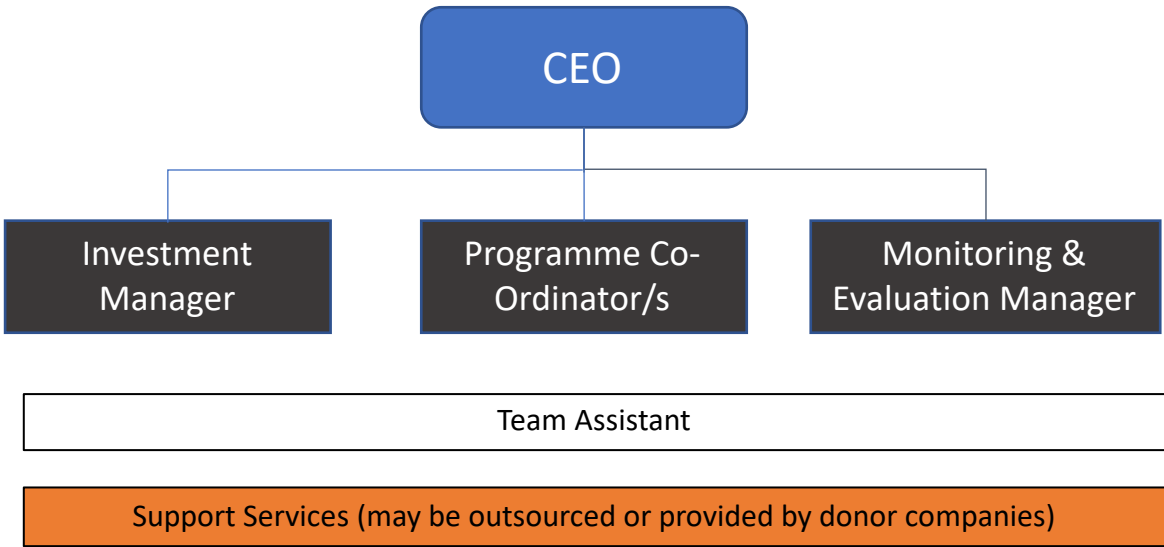 CEO
Investment
Manager
Programme Co-
Ordinator/s
Monitoring &
Evaluation Manager
Team Assistant
Support Services (may be outsourced or provided by donor companies)